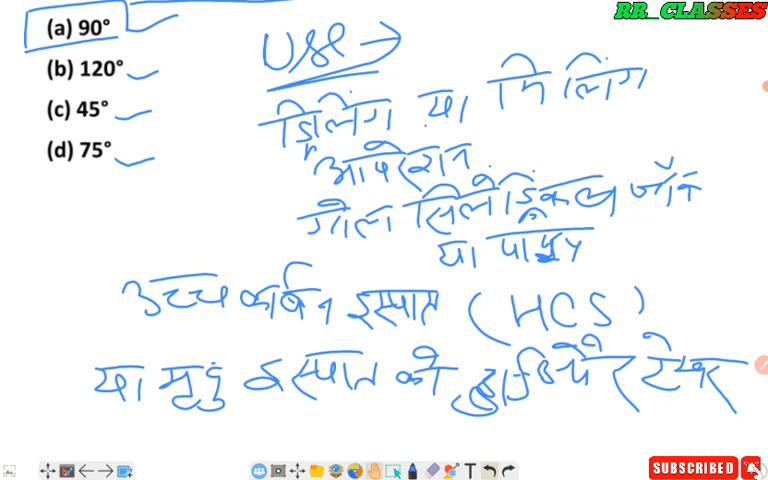 RR_CLASSES
(a) 90°
(b) 120°
(c) 45°
(d) 75°
use →
ड्रिलिंग या मिलिंग
ऑपरेशन
गोल सिलेंड्रिकल जॉब
या पाइप
उच्च कार्बन इस्पात (HCS)
या मृदु इस्पात को
SUBSCRIBED